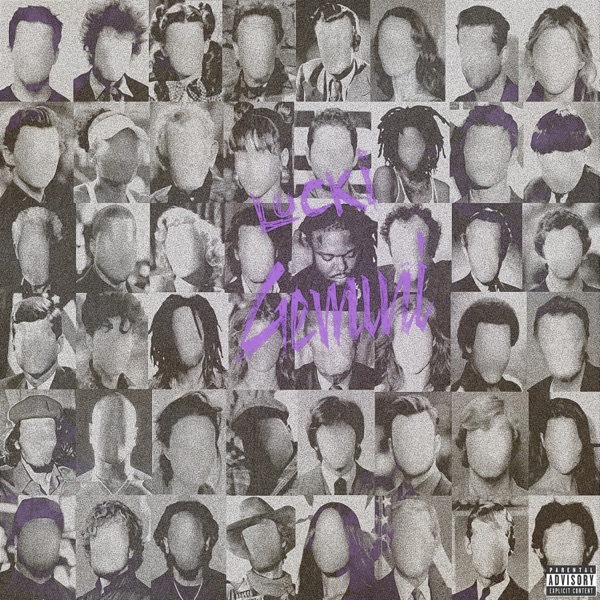 LUCKI
Gemini
PARENTAL
ADVISORY
EXPLICIT CONTENT